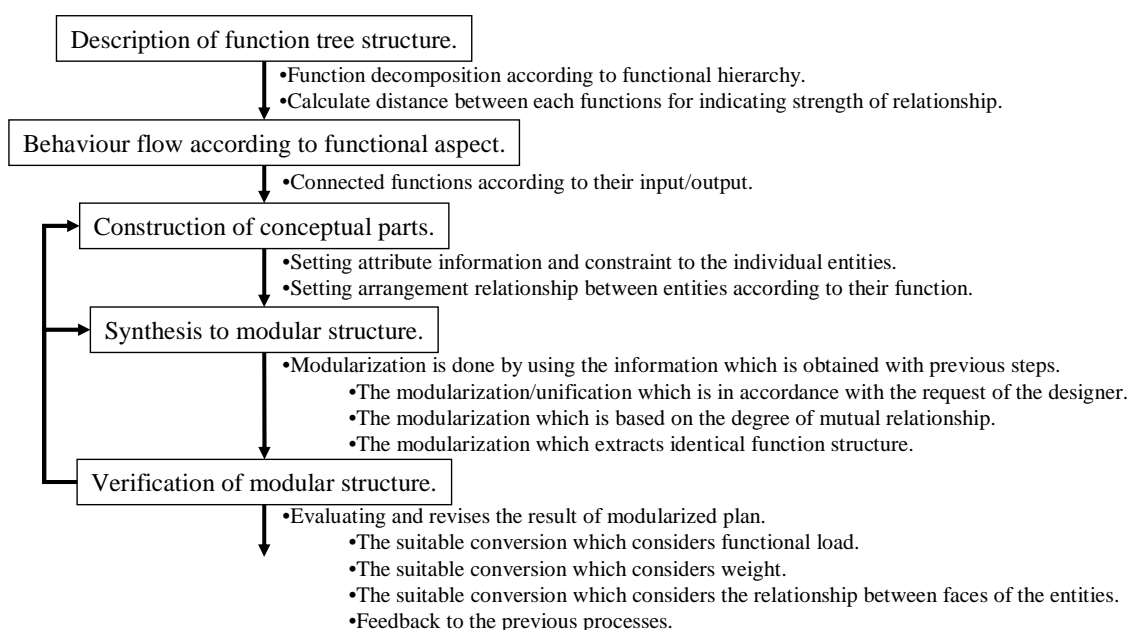 Description of function tree structure.
•Function decomposition according to functional hierarchy.
•Calculate distance between each functions for indicating strength of relationship.
Behaviour flow according to functional aspect.
•Connected functions according to their input/output.
Construction of conceptual parts.
•Setting attribute information and constraint to the individual entities.
•Setting arrangement relationship between entities according to their function.
Synthesis to modular structure.
•Modularization is done by using the information which is obtained with previous steps.
•The modularization/unification which is in accordance with the request of the designer.
•The modularization which is based on the degree of mutual relationship.
•The modularization which extracts identical function structure.
Verification of modular structure.
•Evaluating and revises the result of modularized plan.
•The suitable conversion which considers functional load.
•The suitable conversion which considers weight.
•The suitable conversion which considers the relationship between faces of the entities.
•Feedback to the previous processes.